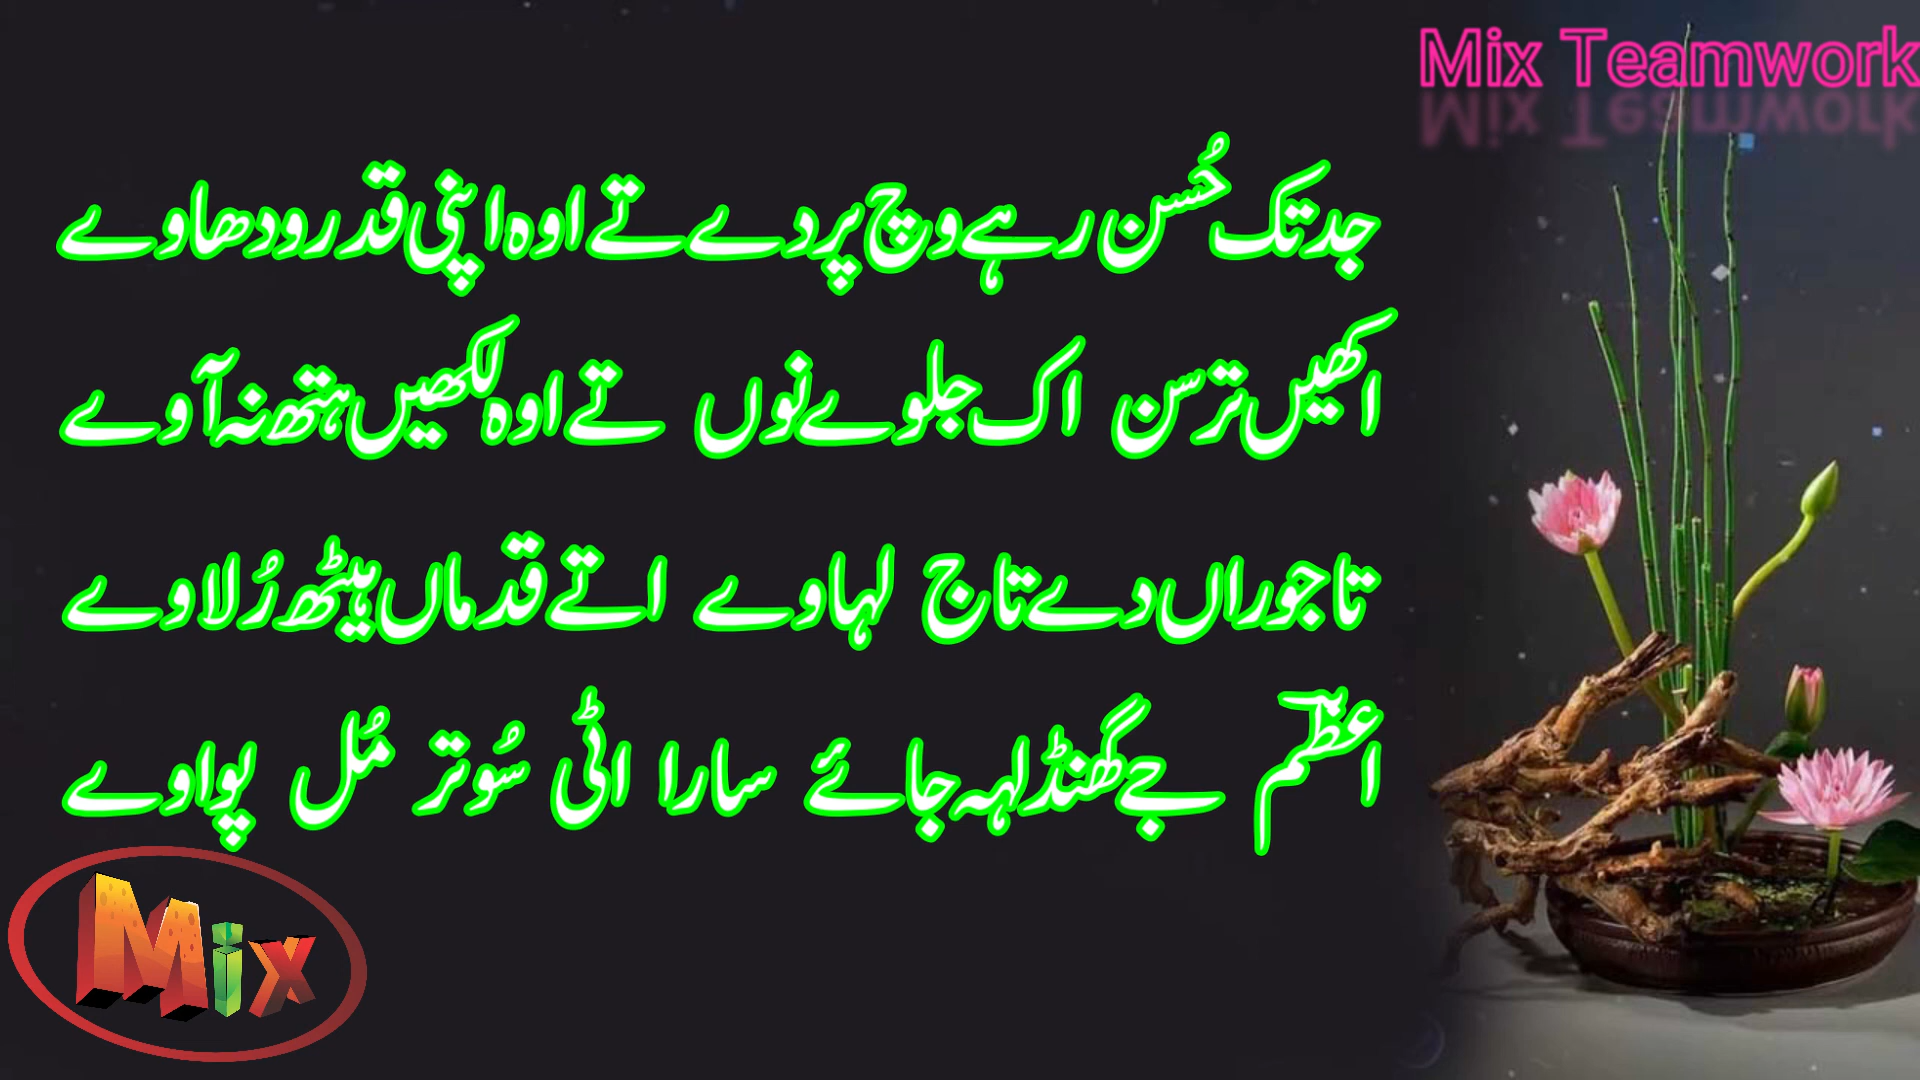 Mix Teamwork
جد تک حُسن رہے وچ پردے تے اوہ اپنی قدر ودھاوے
اکھیں ترسن اک جلوے نوں تے اوہ لکھیں ہتھ نہ آوے
تاجوراں دے تاج لہاوے اتے قدماں ہیٹھ رُلاوے
اعظم جے گھنڈ لہہ جائے سارا اٹی سُوتر مُل پواوے
Mix